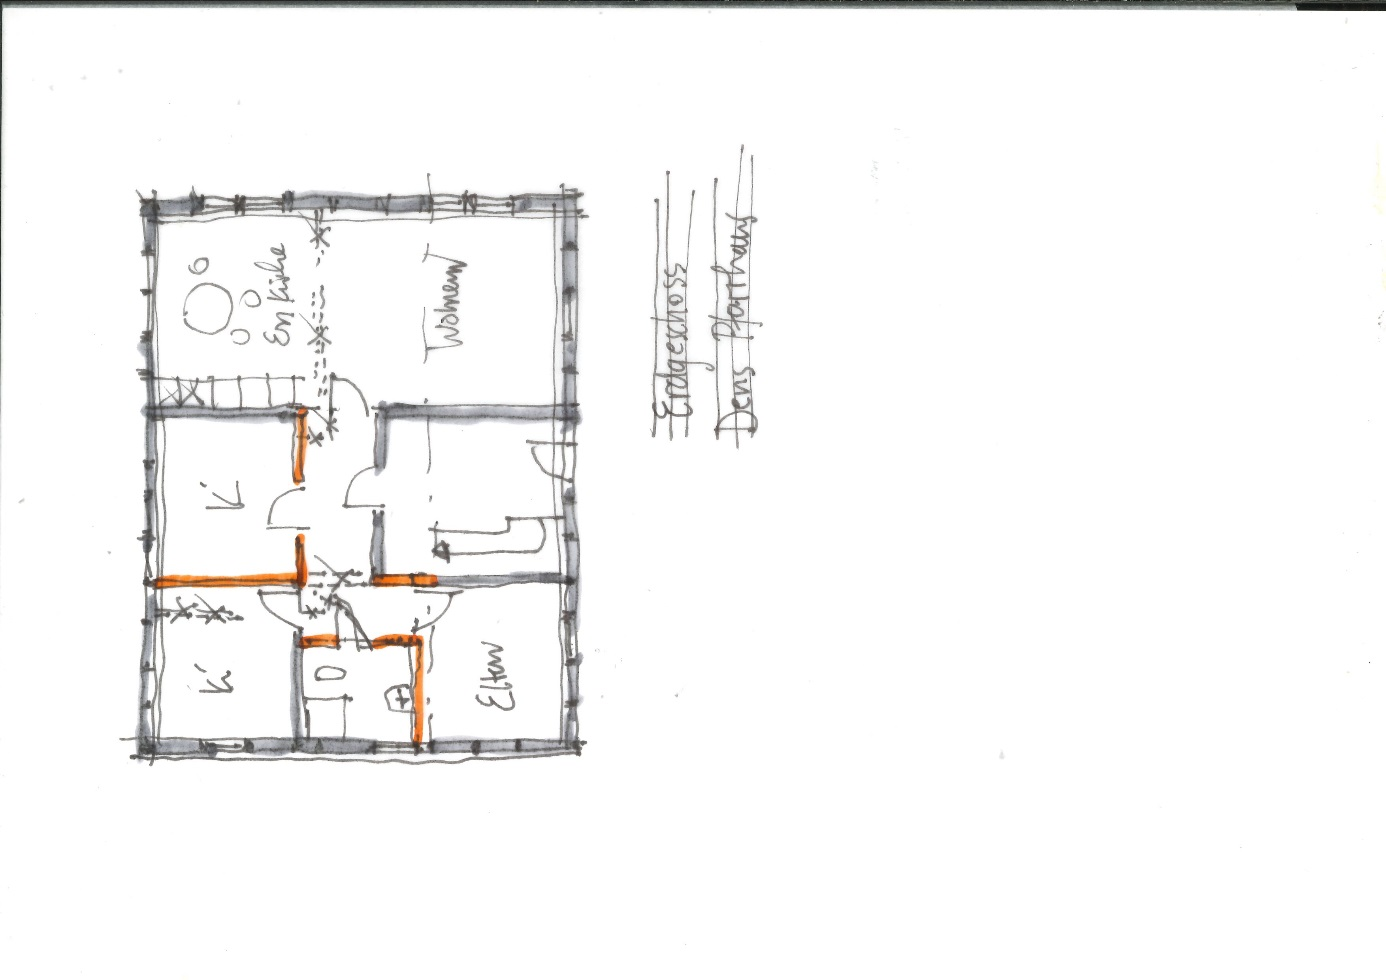 Erdgeschoss
Dens Pfarrhaus
Essküche
Wohnen
K
K
Eltern